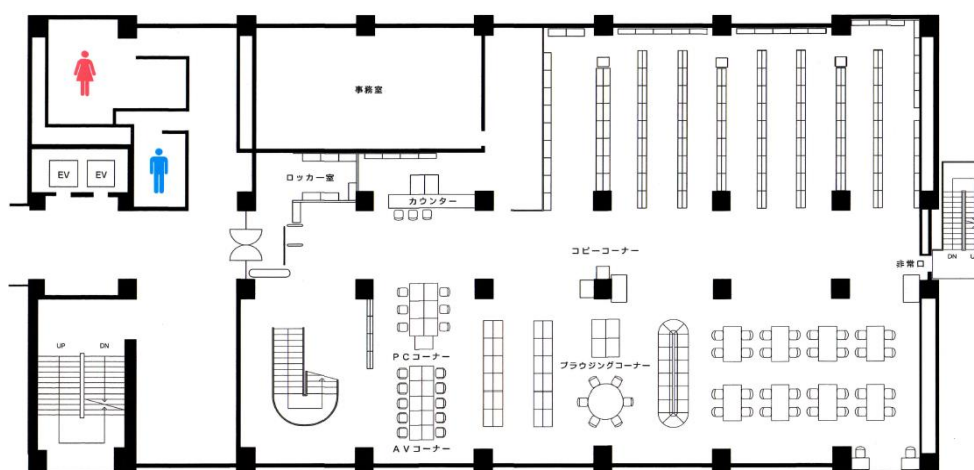 事務室
EV
EV
ロッカー室
カウンター
コピーコーナー
非常口
DN
U
UP
DN
PCコーナー
ブラウジングコーナー
AVコーナー